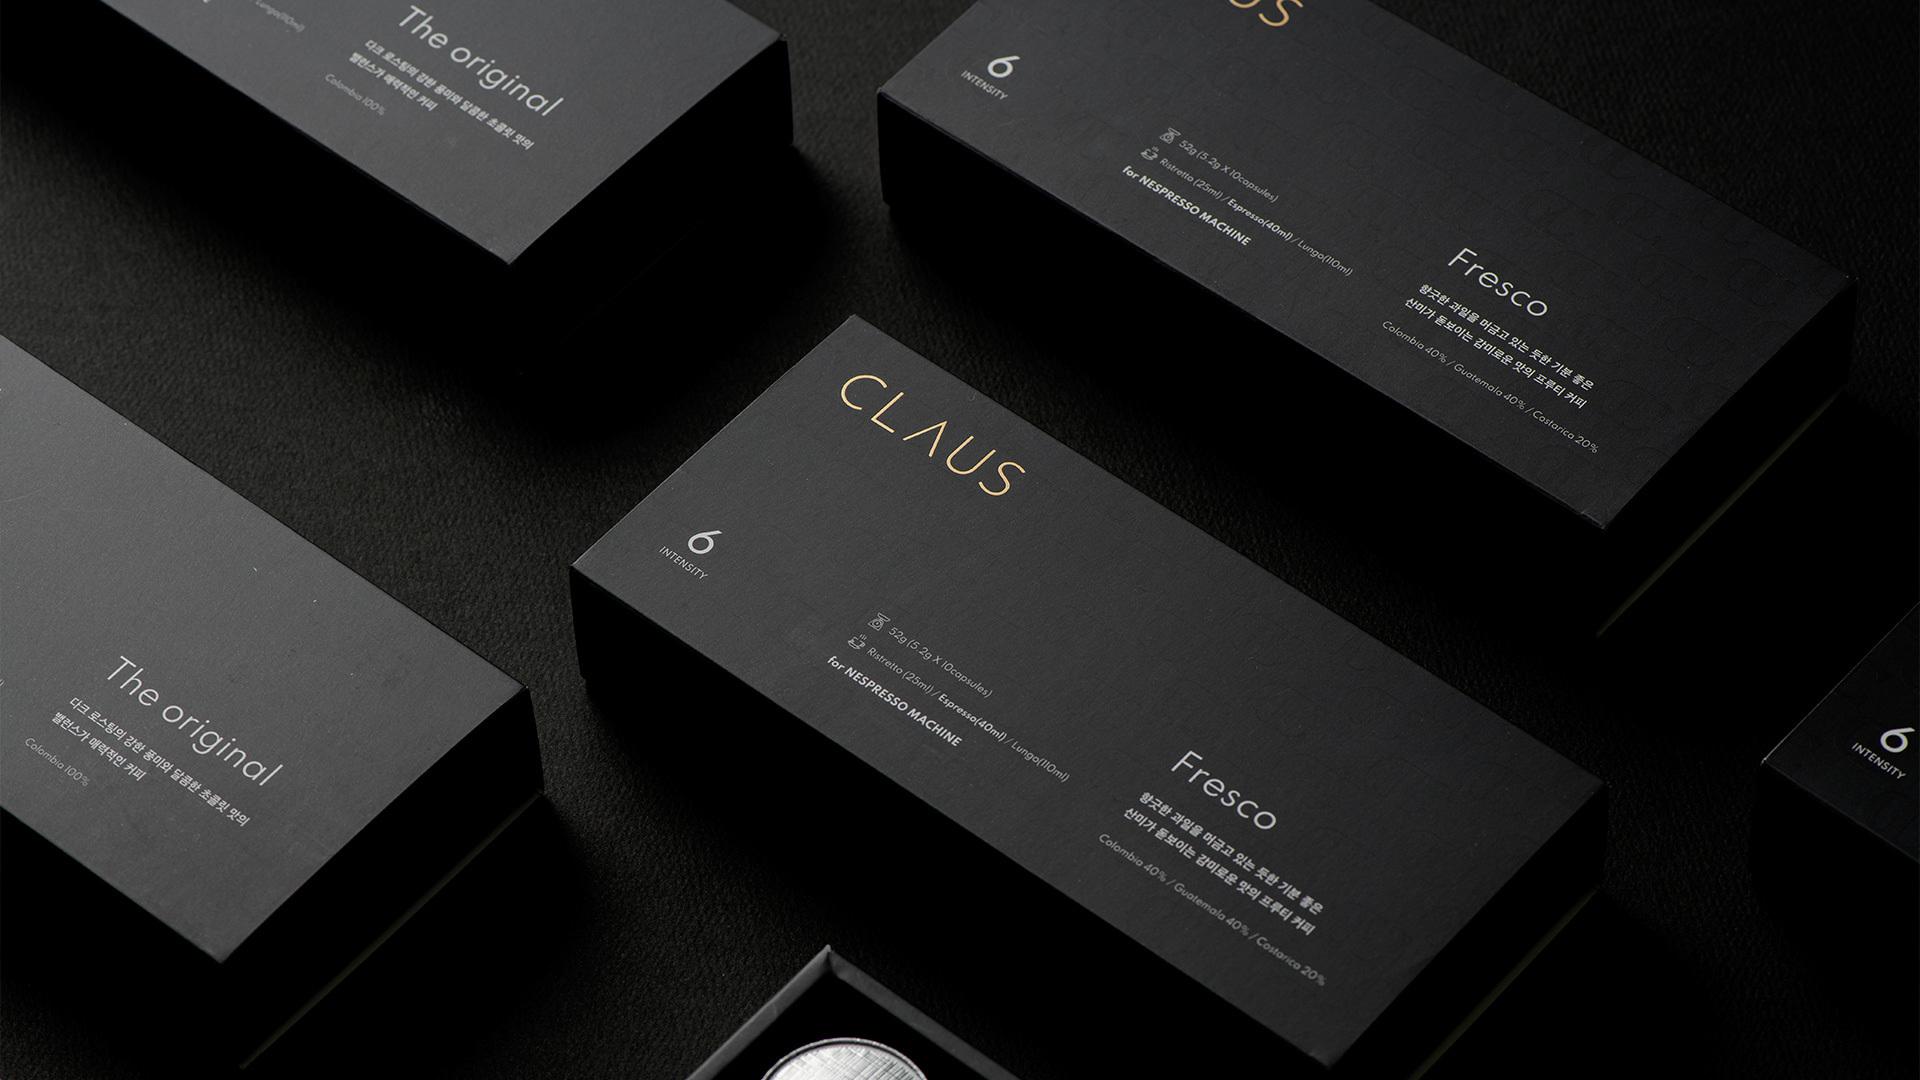 Lungo(110ml)
The original
다크 로스팅의 강한 풍미와 달콤한 초콜릿 맛의
밸런스가 매력적인 커피
Colombia 100%
6
INTENSITY
52g (5.2g X 10capsules)
Ristretto (25ml) / Espresso(40ml) / Lungo(110ml)
for NESPRESSO MACHINE
Fresco
향긋한 과일을 머금고 있는 듯한 기분 좋은
산미가 돋보이는 감미로운 맛의 프루티 커피
Colombia 40% / Guatemala 40% / Costarica 20%
The original
다크 로스팅의 강한 풍미와 달콤한 초콜릿 맛의
밸런스가 매력적인 커피
Colombia 100%
CLAUS
6
INTENSITY
52g (5.2g X 10capsules)
Ristretto (25ml) / Espresso(40ml) / Lungo(110ml)
for NESPRESSO MACHINE
Fresco
향긋한 과일을 머금고 있는 듯한 기분 좋은
산미가 돋보이는 감미로운 맛의 프루티 커피
Colombia 40% / Guatemala 40% / Costarica 20%
6
INTENSITY